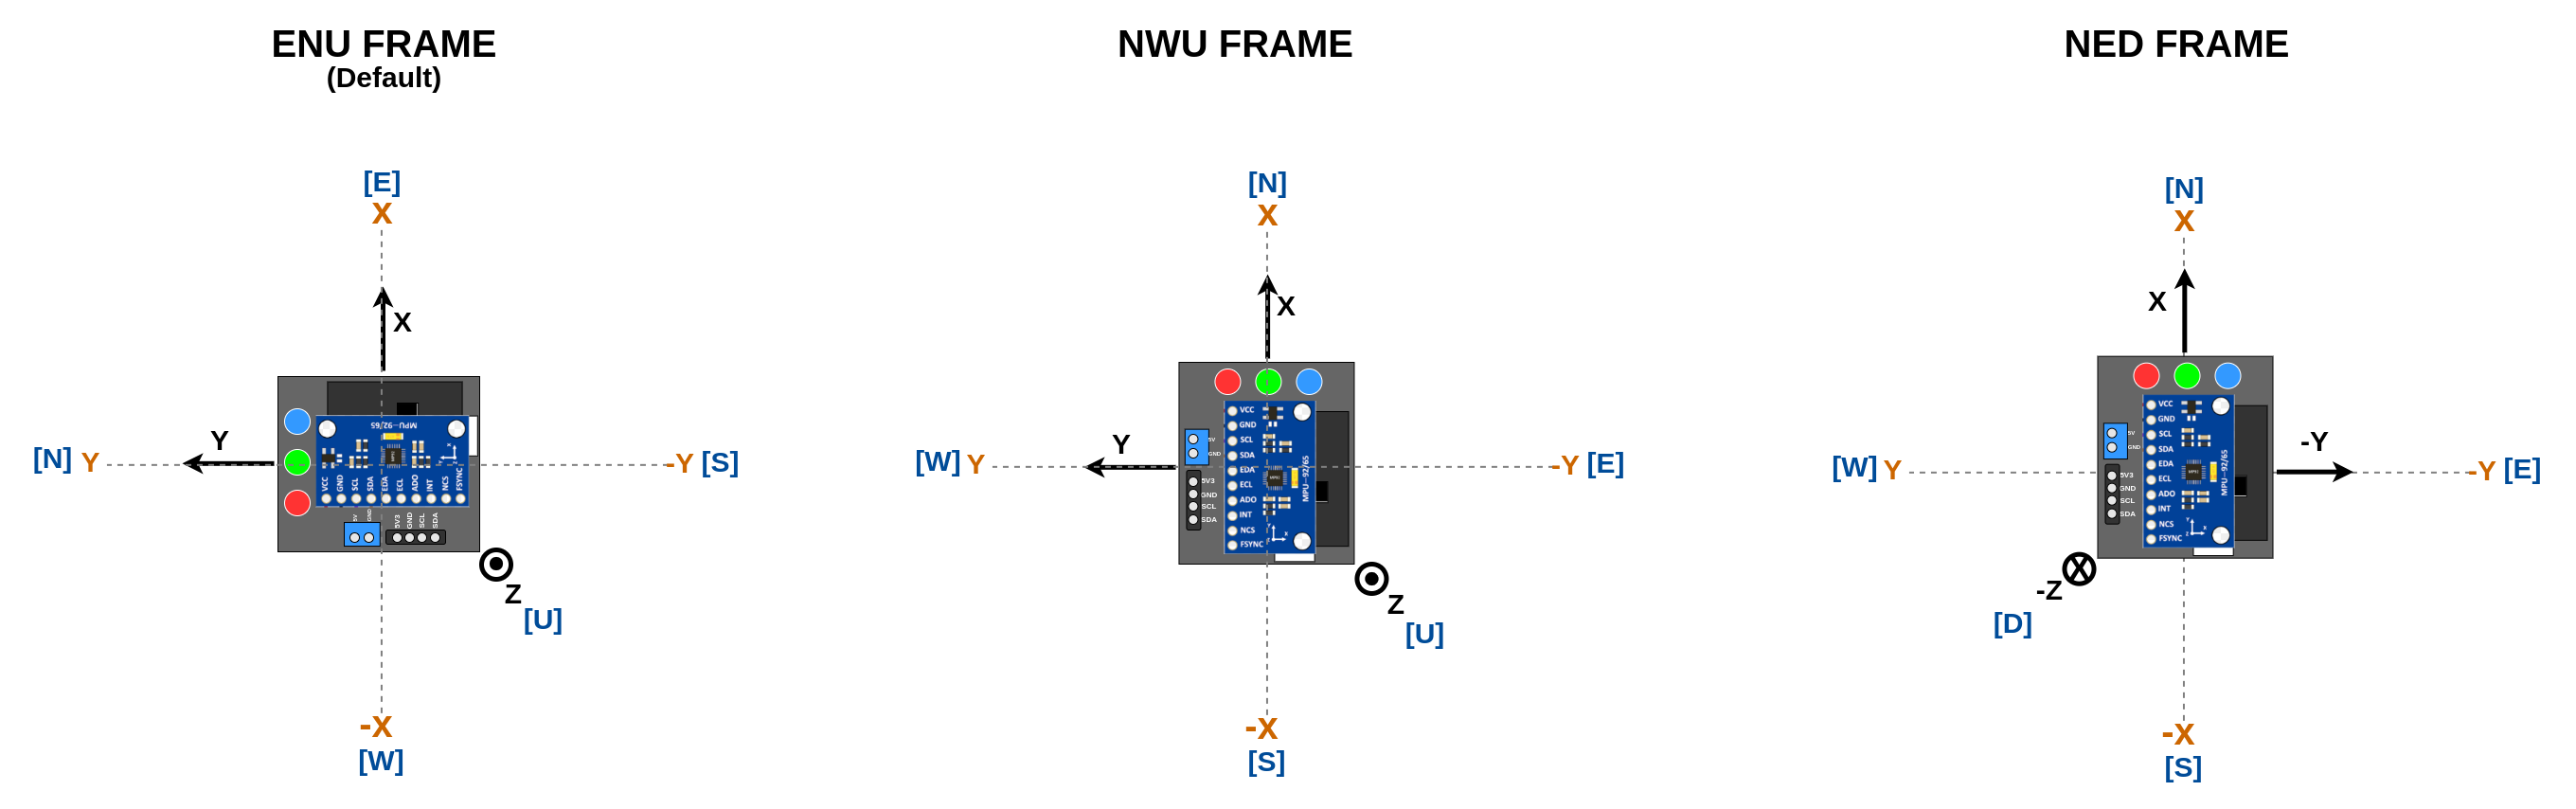 ENU FRAME
(Default)
[E]
X
X
Y
[N] Y
-Y [S]
MPU-92/65
VCC
GND
SCL
SDA
EDA
ECL
ADO
INT
NCS
FSYNC
5V
GND
5V3
GND
SCL
SDA
Z
[U]
-X
[W]
NWU FRAME
[N]
X
X
Y
[W] Y
-Y [E]
VCC
GND
SCL
SDA
EDA
ECL
ADO
INT
NCS
FSYNC
MPU-92/65
5V
GND
5V3
GND
SCL
SDA
Y
X
Z
[U]
-X
[S]
NED FRAME
[N]
X
X
-Y
[W] Y
-Y [E]
VCC
GND
SCL
SDA
EDA
ECL
ADO
INT
NCS
FSYNC
MPU-92/65
5V
GND
5V3
GND
SCL
SDA
Y
X
-Z
[D]
-X
[S]